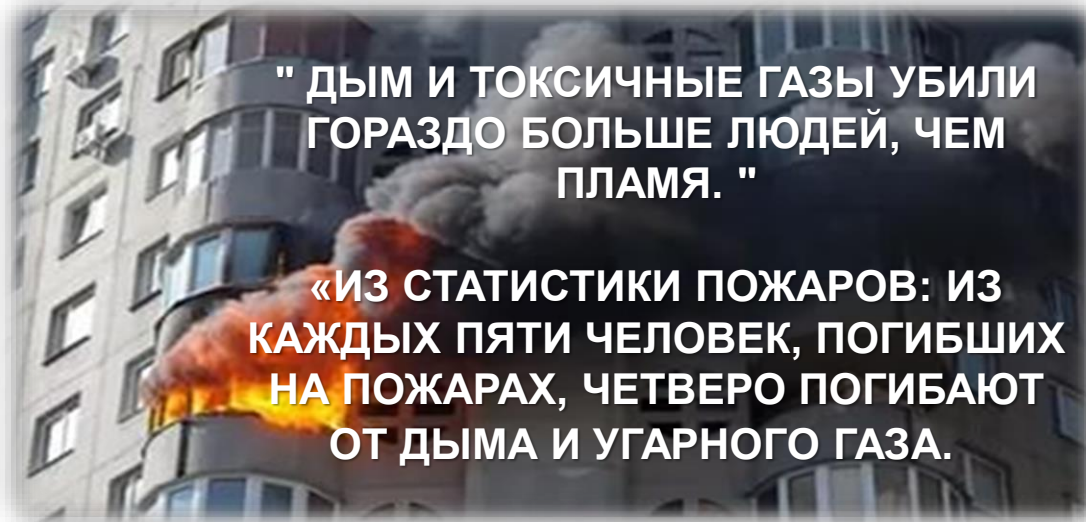 " ДЫМ И ТОКСИЧНЫЕ ГАЗЫ УБИЛИ
ГОРАЗДО БОЛЬШЕ ЛЮДЕЙ, ЧЕМ
ПЛАМЯ. "
«ИЗ СТАТИСТИКИ ПОЖАРОВ: ИЗ
КАЖДЫХ ПЯТИ ЧЕЛОВЕК, ПОГИБШИХ
НА ПОЖАРАХ, ЧЕТВЕРО ПОГИБАЮТ
ОТ ДЫМА И УГАРНОГО ГАЗА.